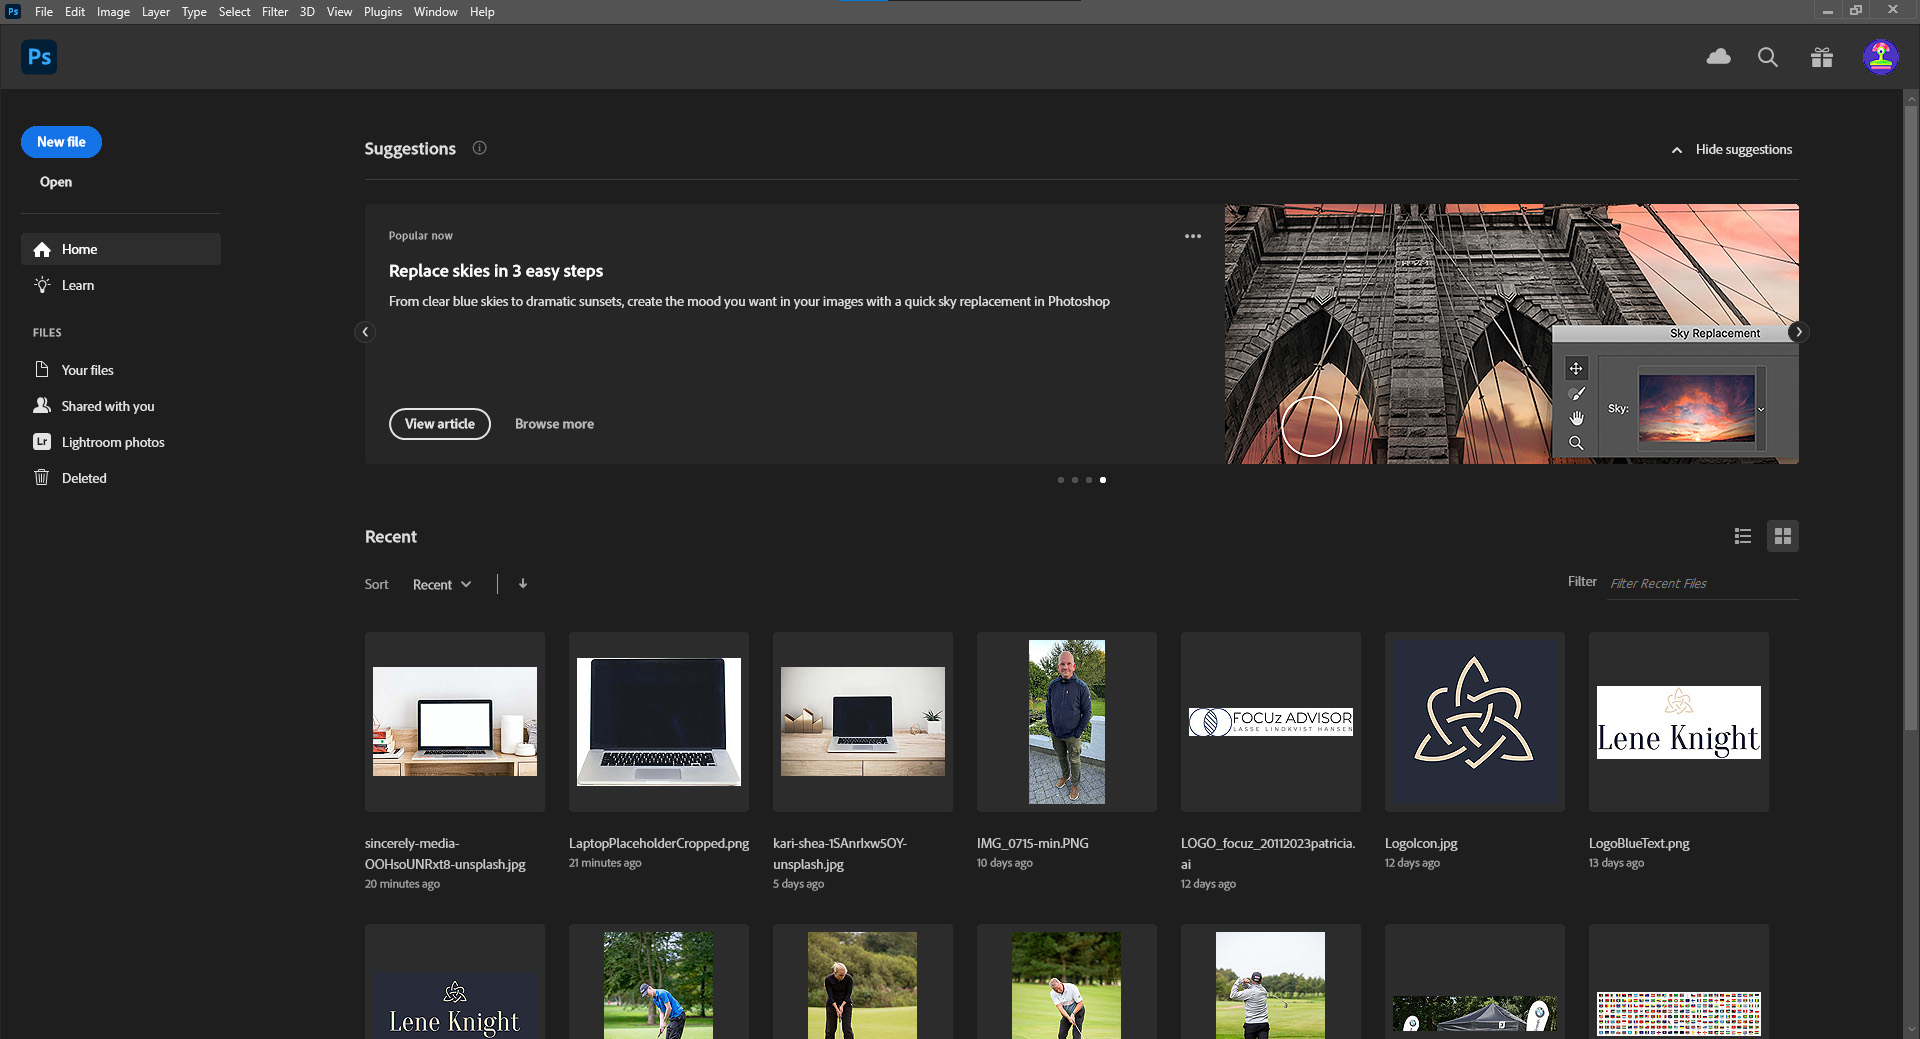 Ps File Edit Image Layer Type Select Filter 3D View Plugins Window Help
Ps
New file
Open
Home
Learn
FILES
Your files
Shared with you
Lr Lightroom photos
Deleted
Suggestions
Hide suggestions
Popular now
Replace skies in 3 easy steps
From clear blue skies to dramatic sunsets, create the mood you want in your images with a quick sky replacement in Photoshop
View article Browse more
Sky Replacement
Sky:
Recent
Sort Recent
Filter Filter Recent Files
FOCUz ADVISOR
LASSE LINDKVIST HANSEN
Lene Knight
sincerely-media-
OOHsoUNRxt8-unsplash.jpg
20 minutes ago
LaptopPlaceholderCropped.png
21 minutes ago
kari-shea-1SAnrIxw5OY-
unsplash.jpg
5 days ago
IMG_0715-min.PNG
10 days ago
LOGO_focuz_20112023patricia.
ai
12 days ago
LogoIcon.jpg
12 days ago
LogoBlueText.png
13 days ago
Lene Knight